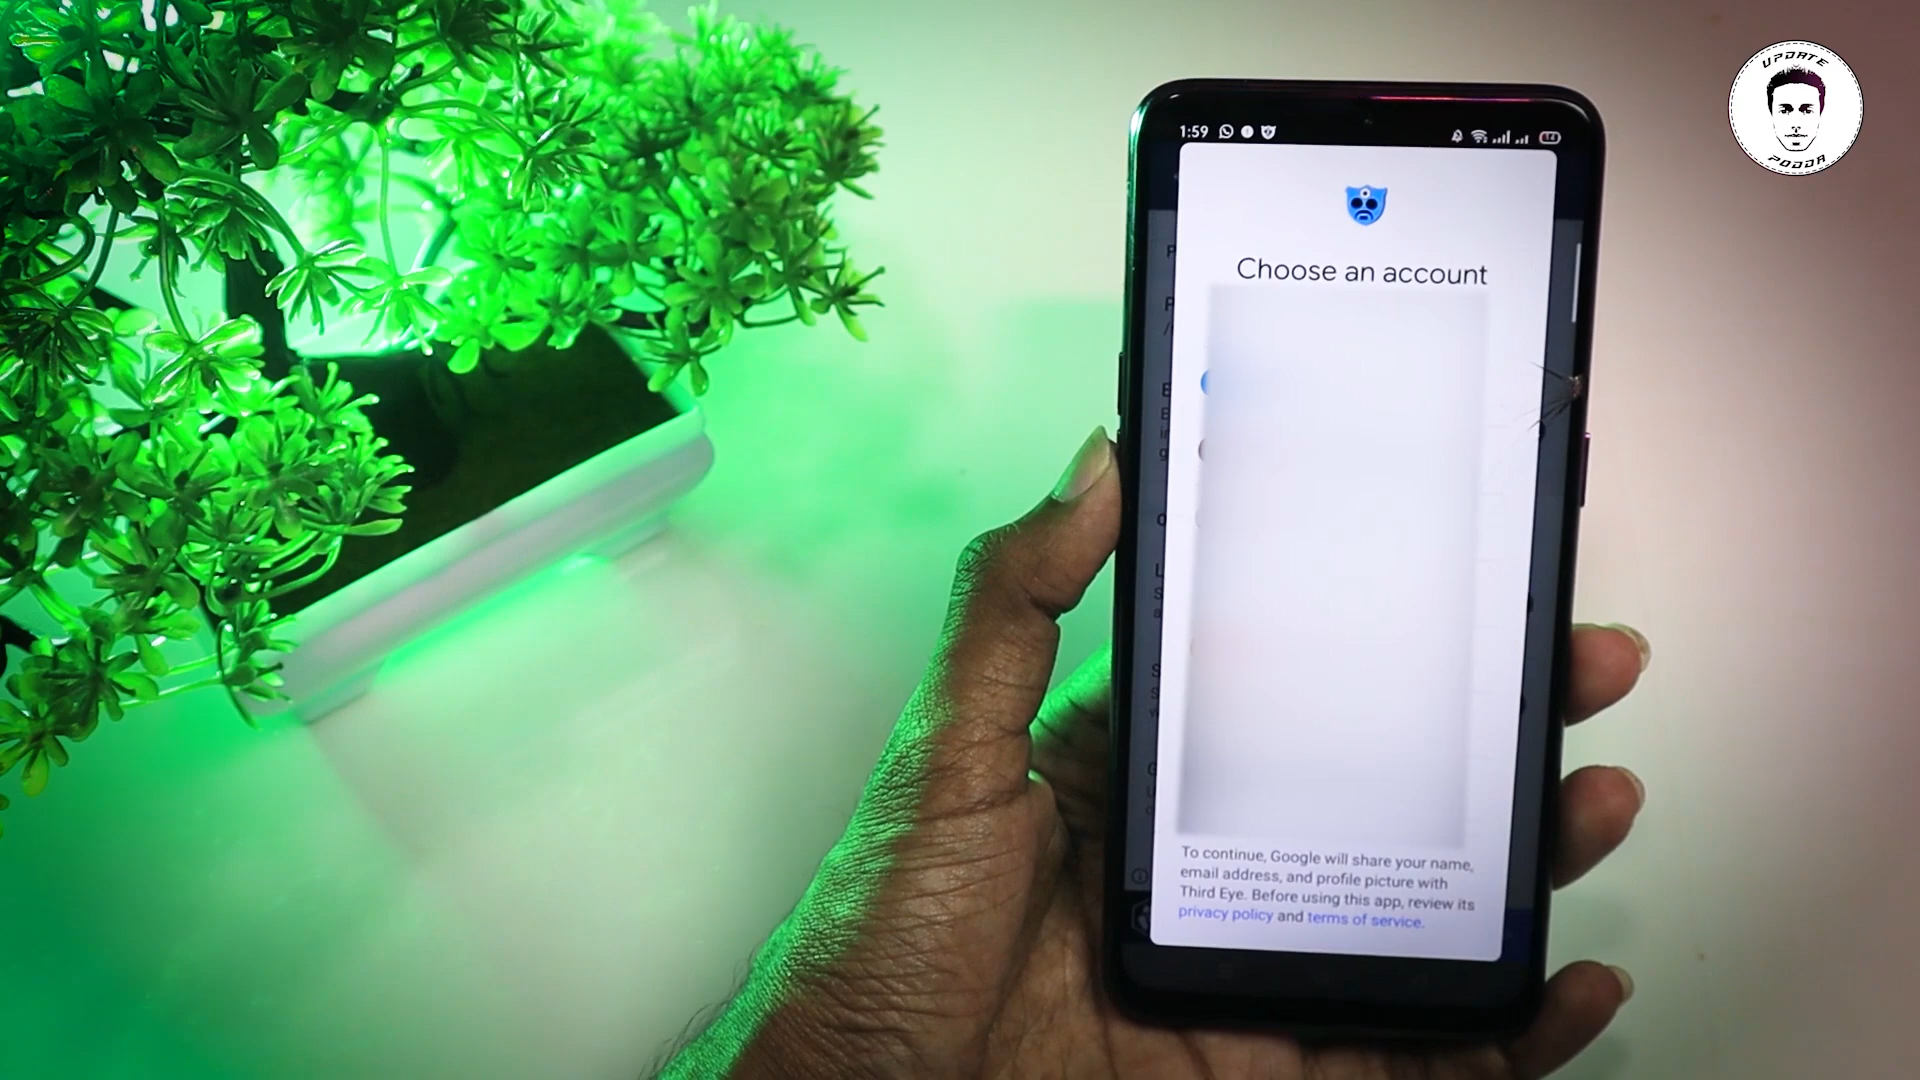 UPDATE
PODDA
1:59
14
Choose an account
To continue, Google will share your name,
email address, and profile picture with
Third Eye. Before using this app, review its
privacy policy and terms of service.